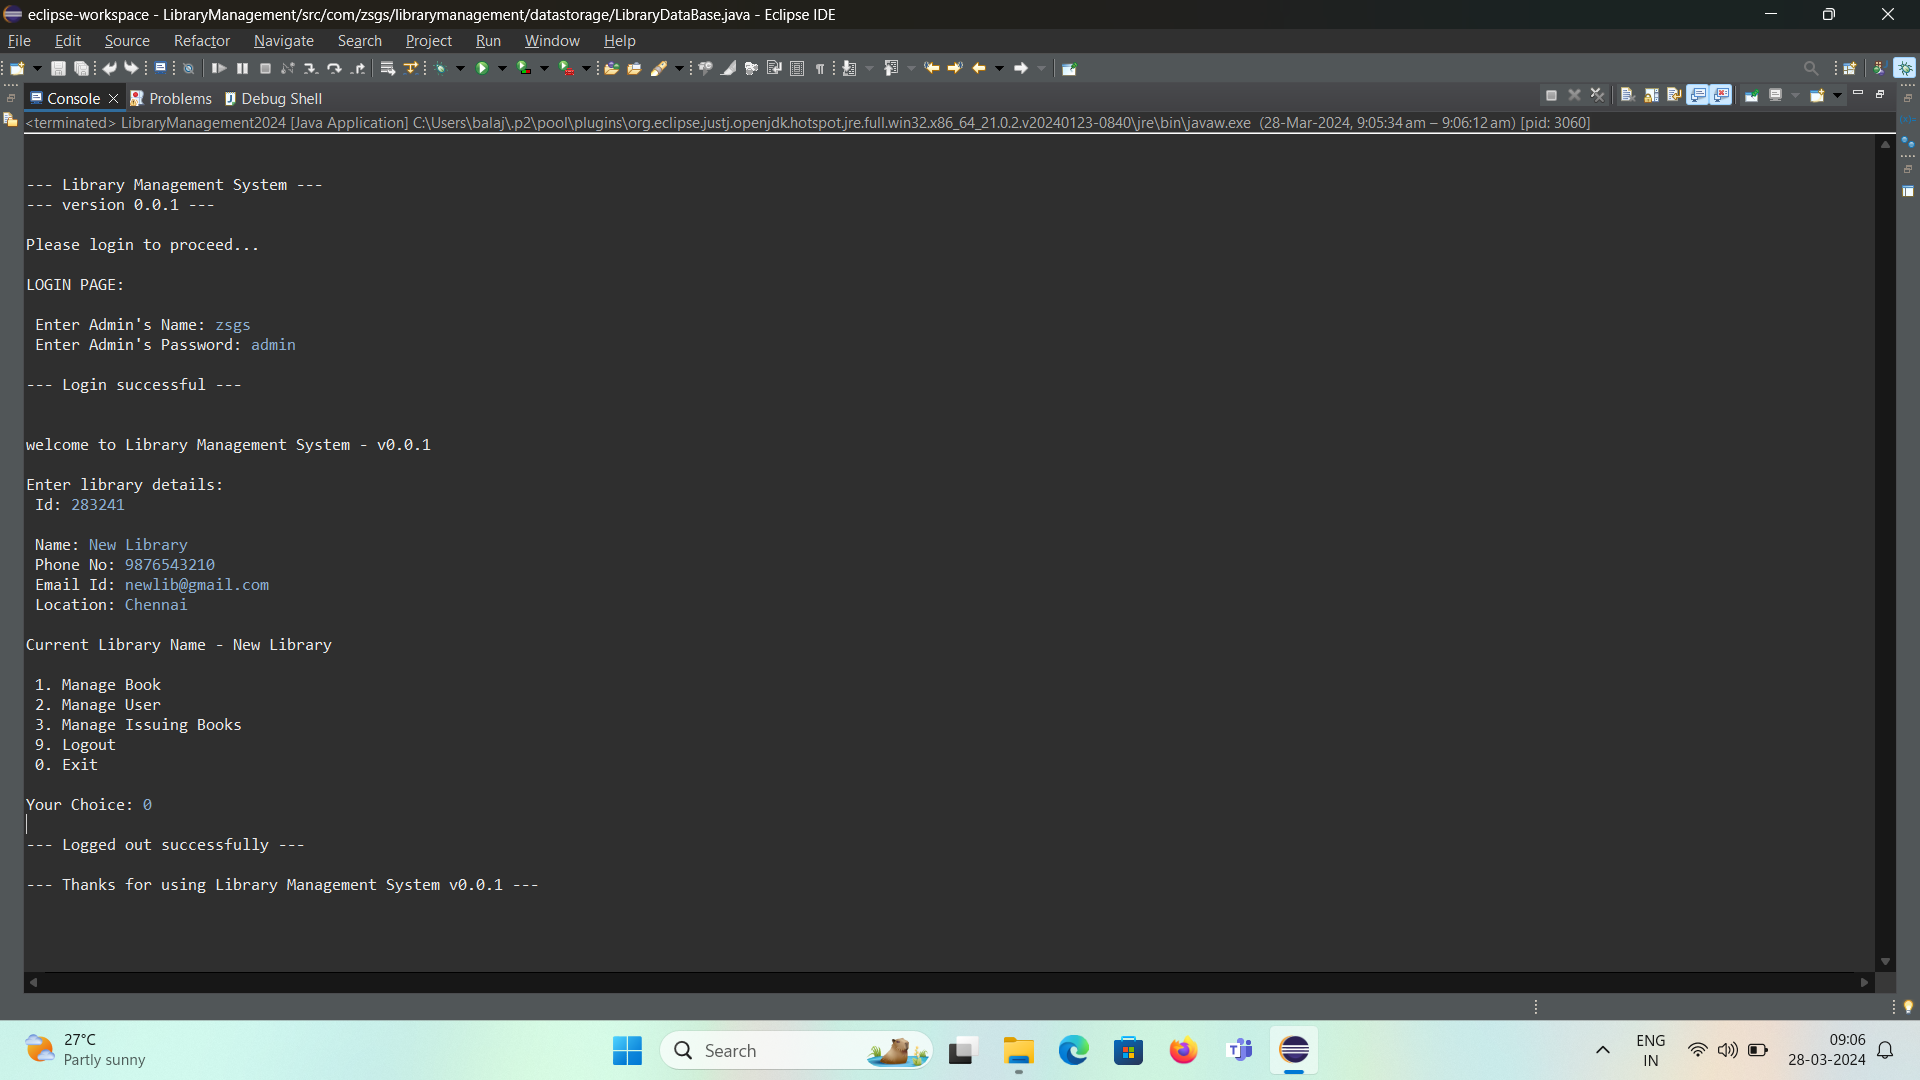 eclipse-workspace - LibraryManagement/src/com/zsgs/librarymanagement/datastorage/LibraryDataBase.java - Eclipse IDE
File Edit Source Refactor Navigate Search Project Run Window Help
Console Problems Debug Shell
<terminated> LibraryManagement2024 [Java Application] C:\Users\balaj\.p2\pool\plugins\org.eclipse.justj.openjdk.hotspot.jre.full.win32.x86_64_21.0.2.v20240123-0840\jre\bin\javaw.exe (28-Mar-2024, 9:05:34 am – 9:06:12 am) [pid: 3060]
--- Library Management System ---
--- version 0.0.1 ---
Please login to proceed...
LOGIN PAGE:
Enter Admin's Name: zsgs
Enter Admin's Password: admin
--- Login successful ---
welcome to Library Management System - v0.0.1
Enter library details:
Id: 283241
Name: New Library
Phone No: 9876543210
Email Id: newlib@gmail.com
Location: Chennai
Current Library Name - New Library
1. Manage Book
2. Manage User
3. Manage Issuing Books
9. Logout
0. Exit
Your Choice: 0
--- Logged out successfully ---
--- Thanks for using Library Management System v0.0.1 ---
27°C
Partly sunny
Search
ENG
IN
09:06
28-03-2024